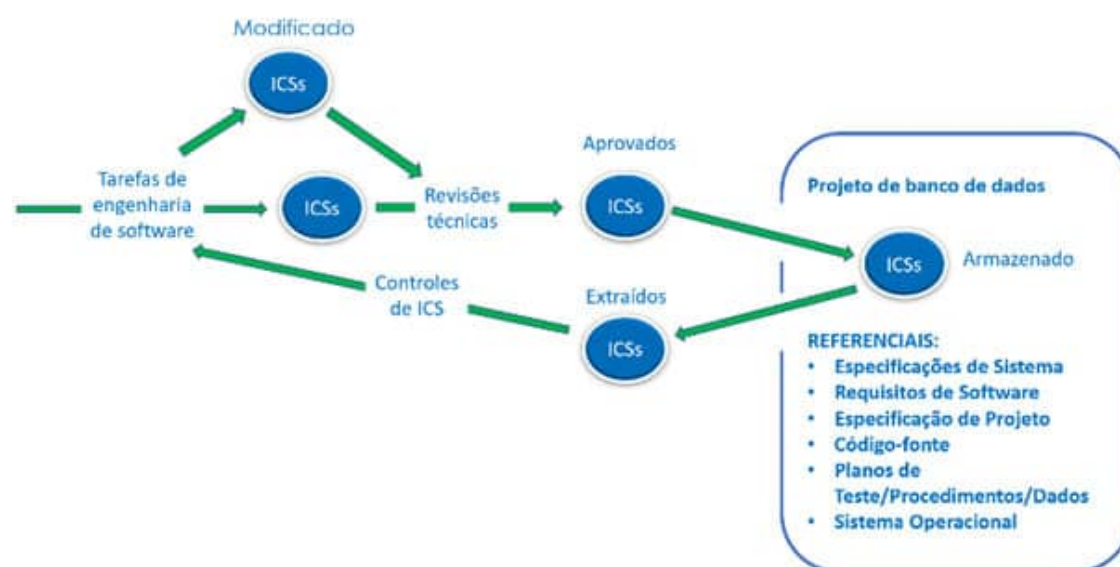 Modificado
ICSs
Tarefas de
engenharia
de software
ICSs
Revisões
técnicas
Aprovados
ICSs
Projeto de banco de dados
ICSs
Armazenado
Controles
de ICS
Extraídos
ICSs
REFERENCIAIS:
• Especificações de Sistema
• Requisitos de Software
• Especificação de Projeto
• Código-fonte
• Planos de
Teste/Procedimentos/Dados
• Sistema Operacional